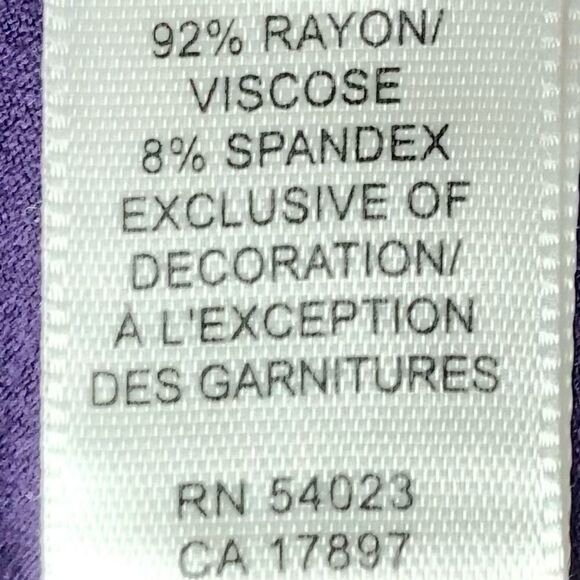 92% RAYON/
VISCOSE
8% SPANDEX
EXCLUSIVE OF
DECORATION/
À L'EXCEPTION
DES GARNITURES
RN 54023
CA 17897